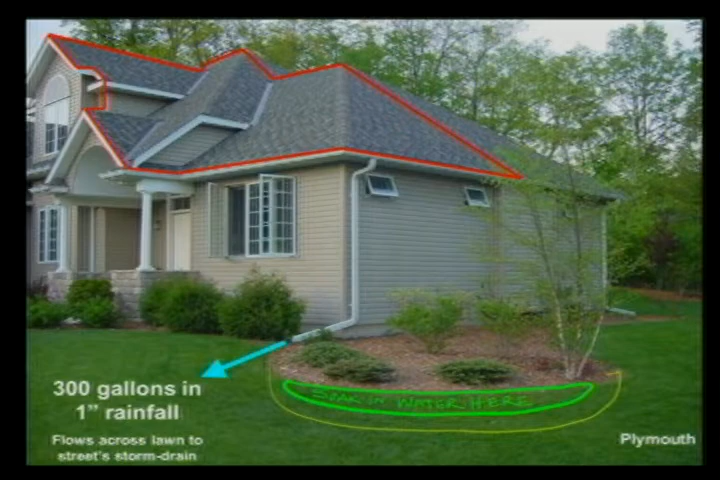 300 gallons in
1” rainfall
Flows across lawn to
street's storm-drain
SOAK IN WATER HERE
Plymouth